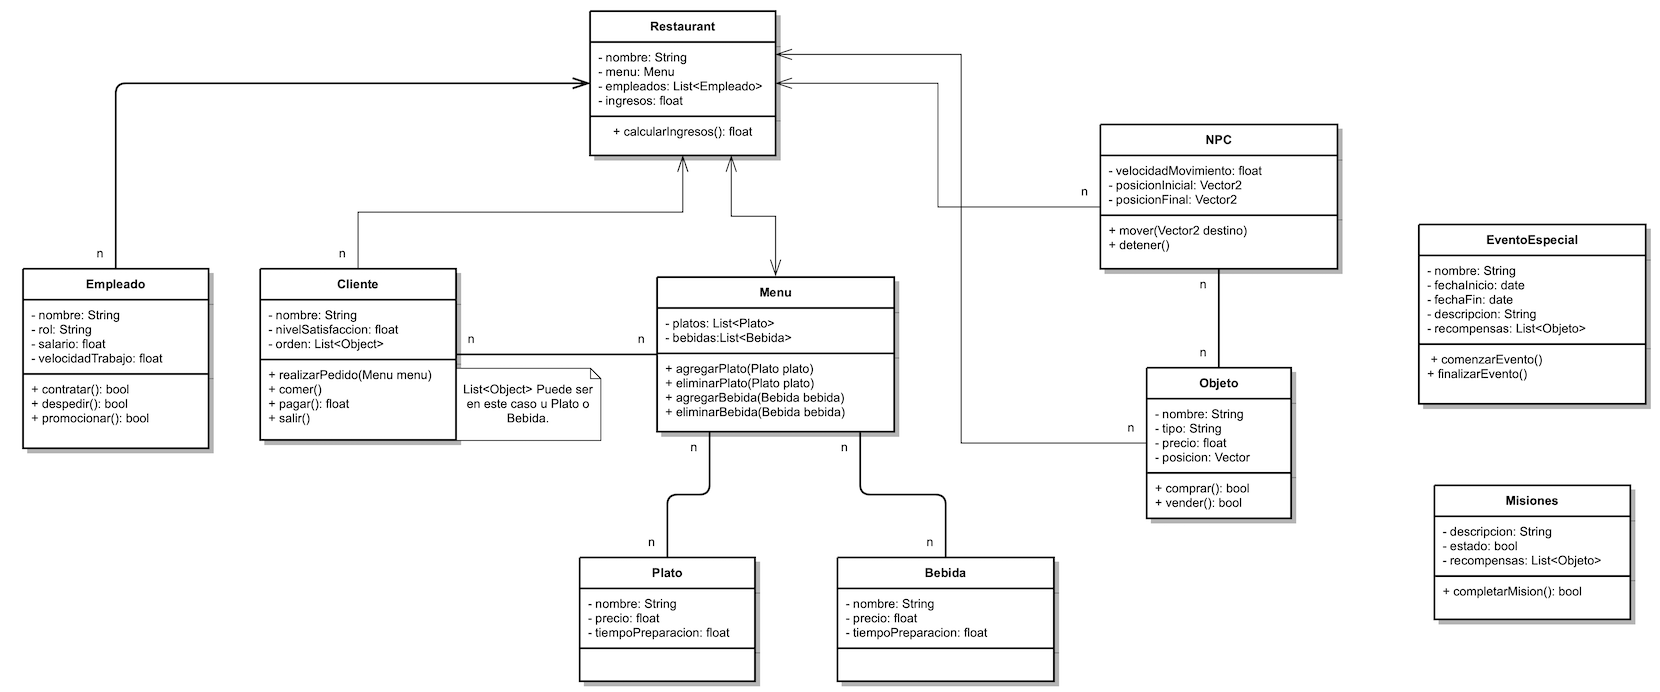 Restaurant
- nombre: String
- menu: Menu
- empleados: List<Empleado>
- ingresos: float
+ calcularIngresos(): float
NPC
- velocidadMovimiento: float
- posicionInicial: Vector2
- posicionFinal: Vector2
+ mover(Vector2 destino)
+ detener()
n
n
n
EventoEspecial
- nombre: String
- fechaInicio: date
- fechaFin: date
- descripcion: String
- recompensas: List<Objeto>
+ comenzarEvento()
+ finalizarEvento()
Empleado
- nombre: String
- rol: String
- salario: float
- velocidadTrabajo: float
+ contratar(): bool
+ despedir(): bool
+ promocionar(): bool
Cliente
- nombre: String
- nivelSatisfaccion: float
- orden: List<Object>
+ realizarPedido(Menu menu)
+ comer()
+ pagar(): float
+ salir()
n
n
List<Object> Puede ser
en este caso u Plato o
Bebida.
Menu
- platos: List<Plato>
- bebidas:List<Bebida>
+ agregarPlato(Plato plato)
+ eliminarPlato(Plato plato)
+ agregarBebida(Bebida bebida)
+ eliminarBebida(Bebida bebida)
n
n
n
Objeto
- nombre: String
- tipo: String
- precio: float
- posicion: Vector
+ comprar(): bool
+ vender(): bool
n
n
n
Misiones
- descripcion: String
- estado: bool
- recompensas: List<Objeto>
+ completarMision(): bool
n
n
Plato
- nombre: String
- precio: float
- tiempoPreparacion: float
Bebida
- nombre: String
- precio: float
- tiempoPreparacion: float